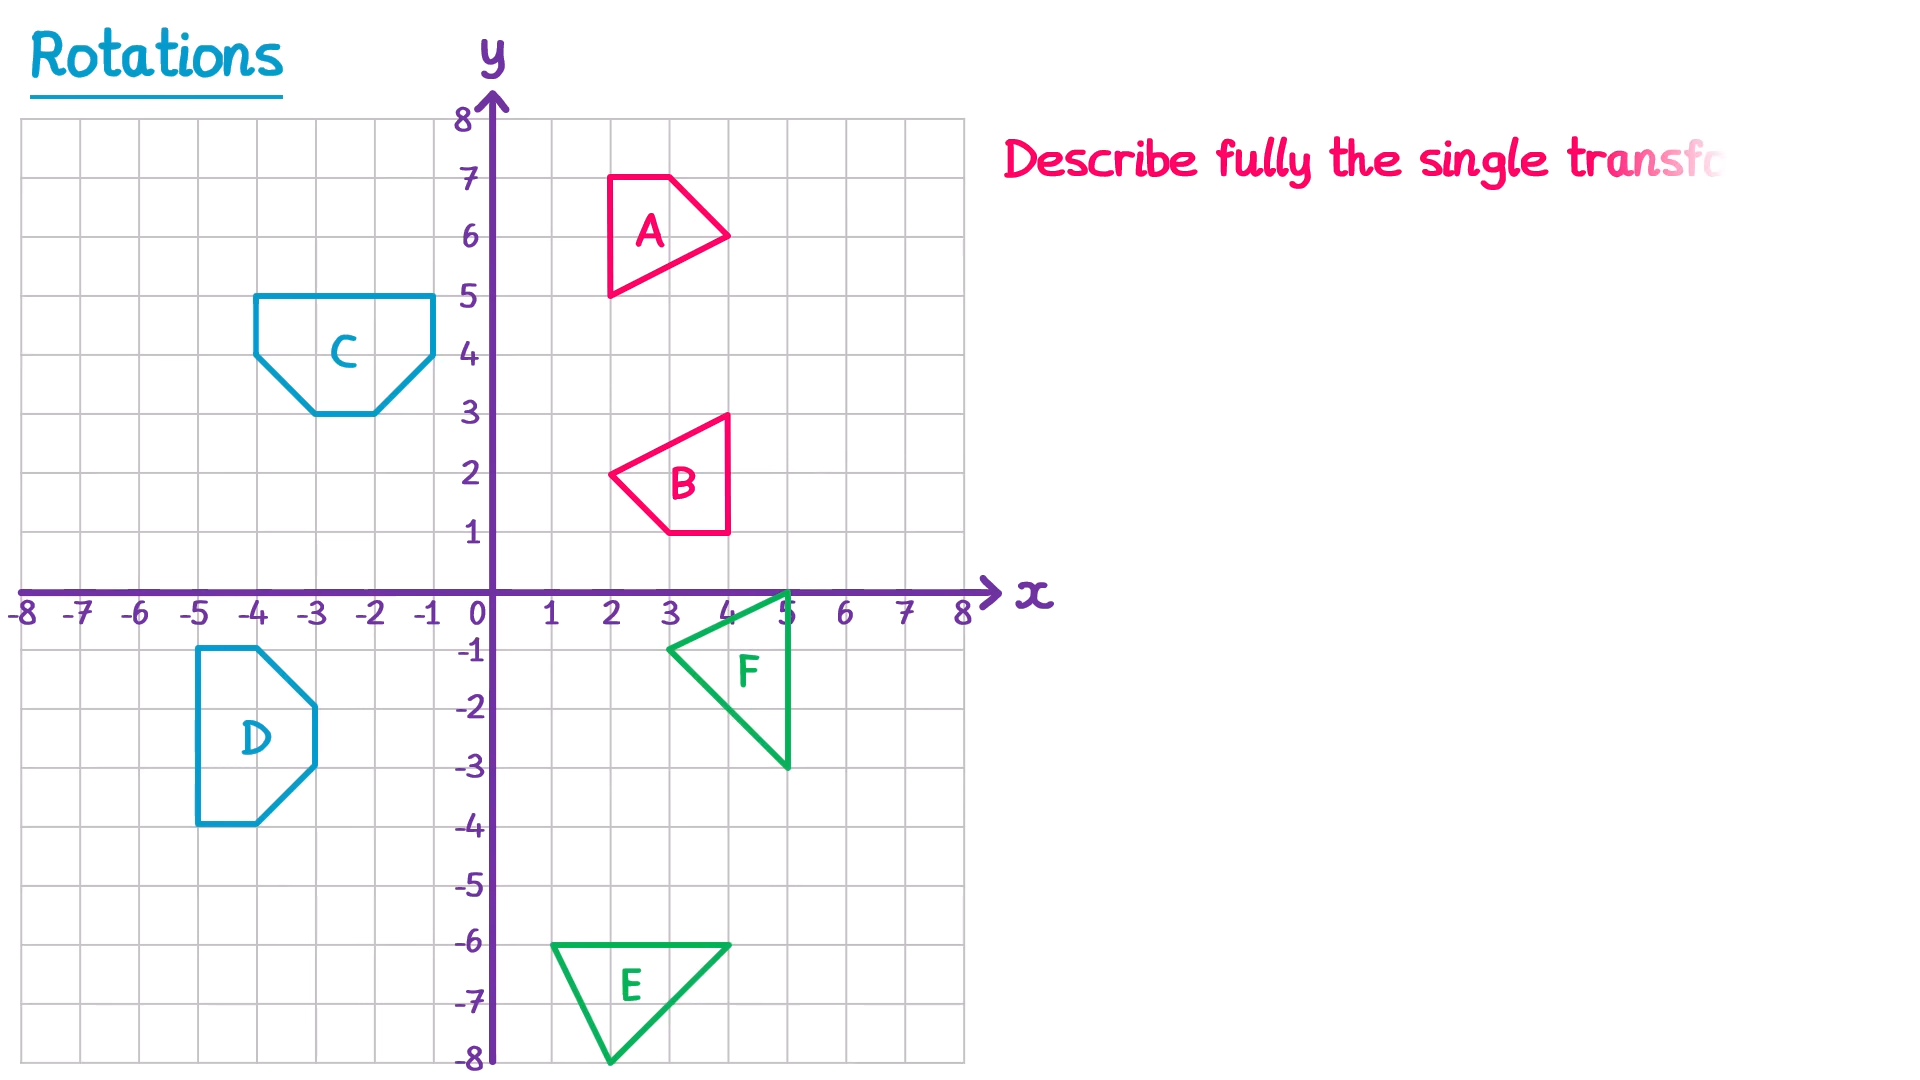 Rotations
y
Describe fully the single
8
7
6
5
4
3
2
1
A
C
B
x
-8 -7 -6 -5 -4 -3 -2 -1 0 1 2 3 4 5 6 7 8
-1
-2
-3
-4
-5
-6
-7
-8
F
D
E